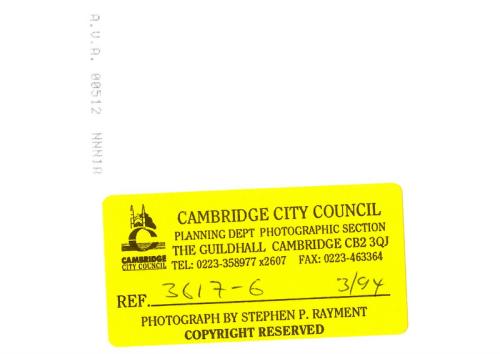 A.V.A. 00512 NNNN1A
CAMBRIDGE CITY COUNCIL
PLANNING DEPT PHOTOGRAPHIC SECTION
THE GUILDHALL CAMBRIDGE CB2 3QJ
TEL: 0223-358977 x2607 FAX: 0223-463364
CAMBRIDGE
CITY COUNCIL
REF. 3617-6 3/94
PHOTOGRAPH BY STEPHEN P. RAYMENT
COPYRIGHT RESERVED